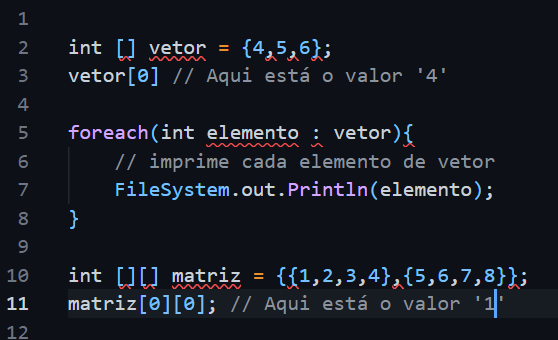 1
2 int [] vetor = {4,5,6};
3 vetor[0] // Aqui está o valor '4'
4
5 foreach(int elemento : vetor){
6 // imprime cada elemento de vetor
7 FileSystem.out.Println(elemento);
8 }
9
10 int [][] matriz = {{1,2,3,4},{5,6,7,8}};
11 matriz[0][0]; // Aqui está o valor '1'
12